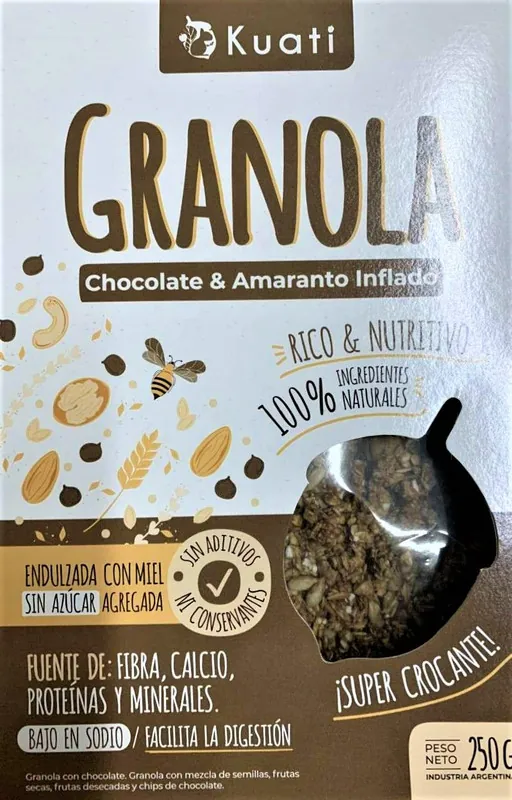 Kuati
GRANOLA
Chocolate & Amaranto Inflado
RICO & NUTRITIVO
100% INGREDIENTES
NATURALES
ENDULZADA CON MIEL
SIN AZÚCAR AGREGADA
SIN ADITIVOS
NI CONSERVANTES
FUENTE DE: FIBRA, CALCIO,
PROTEÍNAS Y MINERALES.
BAJO EN SODIO / FACILITA LA DIGESTIÓN
¡SUPER CROCANTE!
Granola con chocolate. Granola con mezcla de semillas, frutas
secas, frutas desecadas y chips de chocolate.
PESO
NETO 250G
INDUSTRIA ARGENTINA